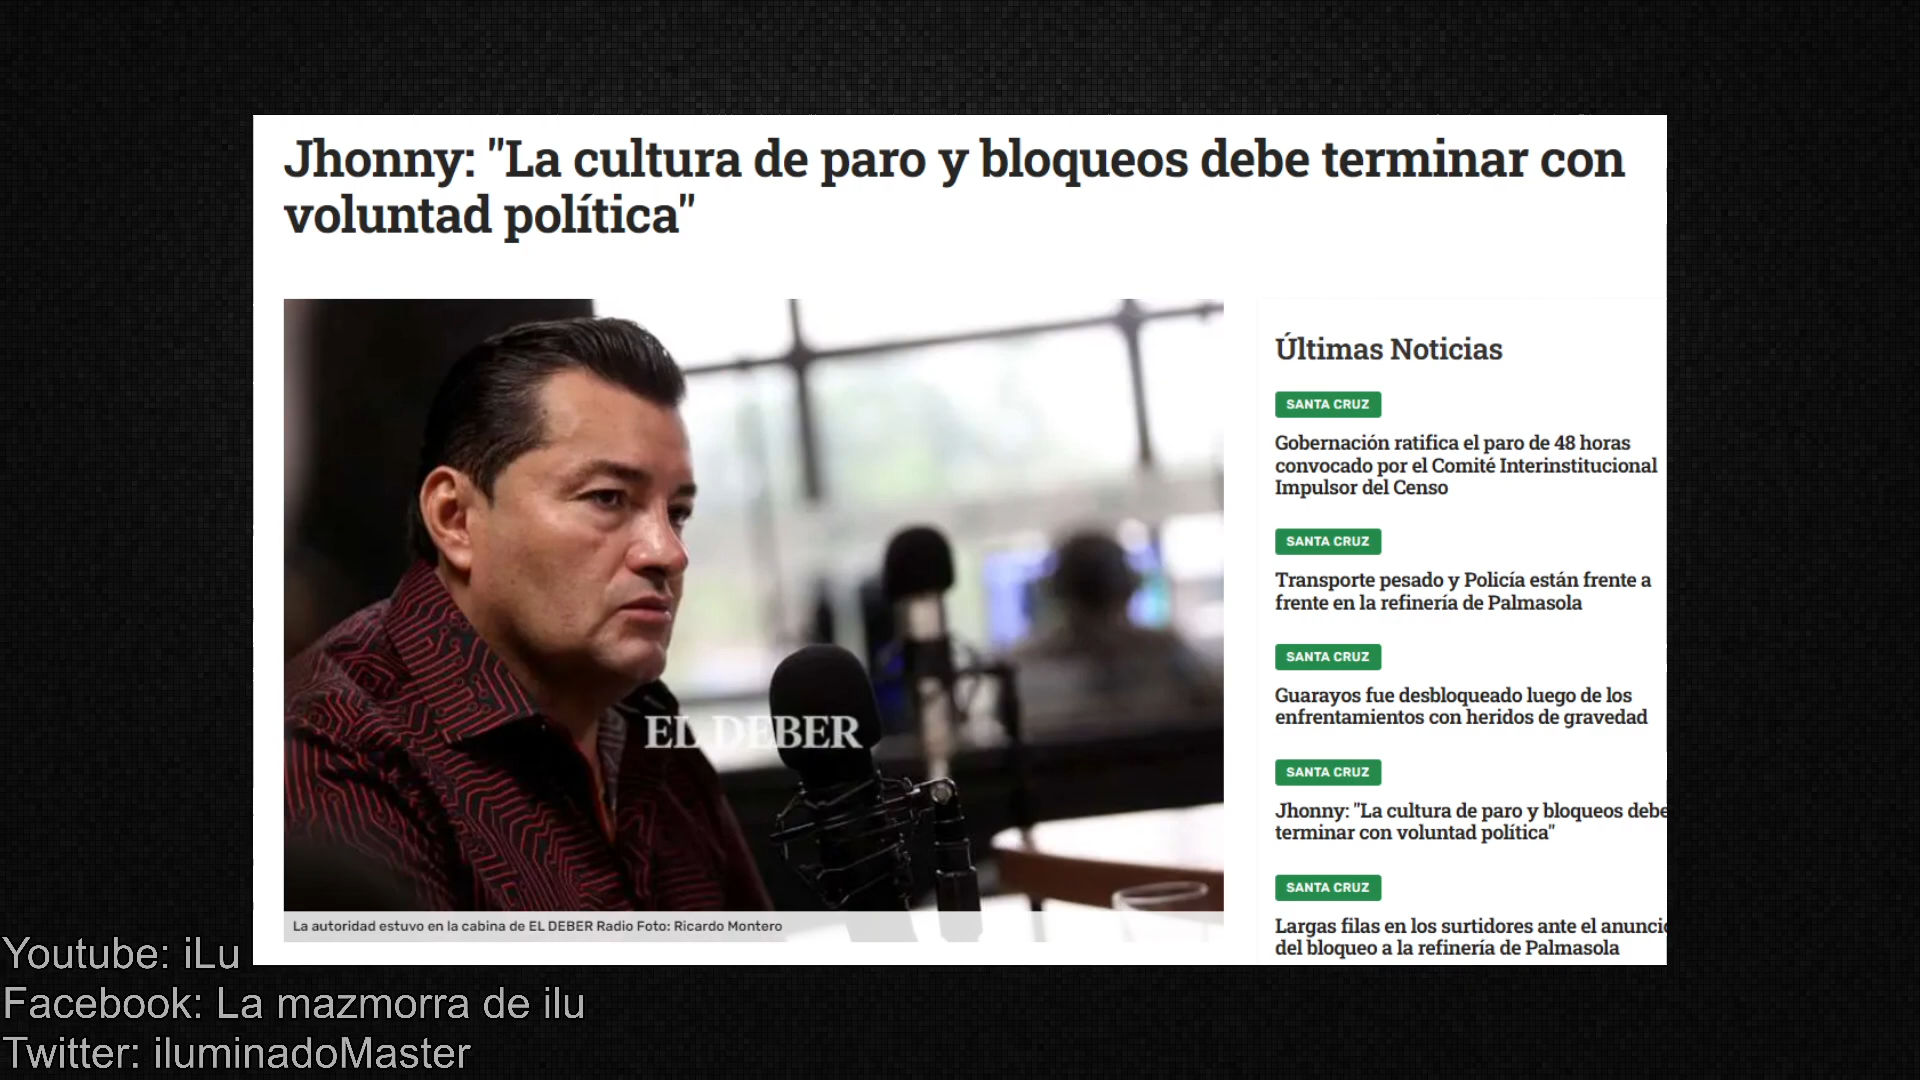 Jhonny: "La cultura de paro y bloqueos debe terminar con
voluntad política"
EL DEBER
La autoridad estuvo en la cabina de EL DEBER Radio Foto: Ricardo Montero
Últimas Noticias
SANTA CRUZ
Gobernación ratifica el paro de 48 horas
convocado por el Comité Interinstitucional
Impulsor del Censo
SANTA CRUZ
Transporte pesado y Policía están frente a
frente en la refinería de Palmasola
SANTA CRUZ
Guarayos fue desbloqueado luego de los
enfrentamientos con heridos de gravedad
SANTA CRUZ
Jhonny: "La cultura de paro y bloqueos debe
terminar con voluntad política"
SANTA CRUZ
Largas filas en los surtidores ante el anuncio
del bloqueo a la refinería de Palmasola
Youtube: iLu
Facebook: La mazmorra de ilu
Twitter: iluminadoMaster